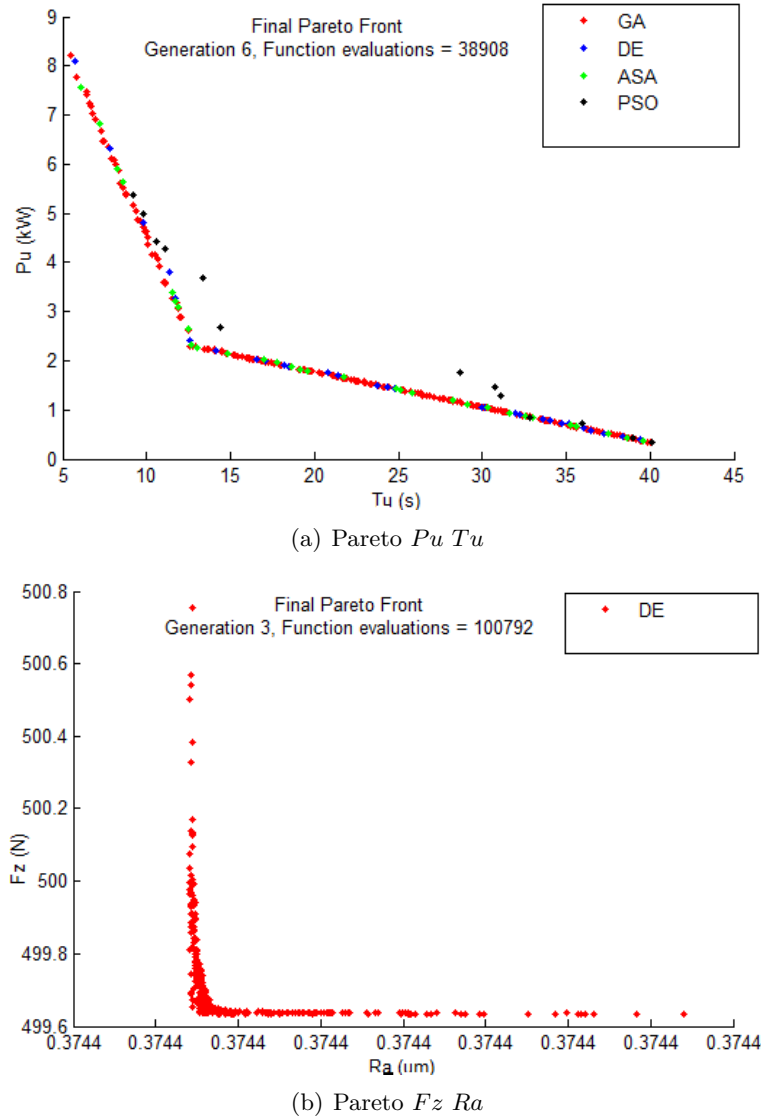 Final Pareto Front
Generation 6, Function evaluations = 38908
GA
DE
ASA
PSO
9
8
7
6
5
4
3
2
1
0
Pu (kW)
5 10 15 20 25 30 35 40 45
Tu (s)
(a) Pareto Pu Tu
Final Pareto Front
Generation 3, Function evaluations = 100792
DE
500.8
500.6
500.4
500.2
500
499.8
499.6
Fz (N)
0.3744 0.3744 0.3744 0.3744 0.3744 0.3744 0.3744 0.3744 0.3744
Ra (um)
(b) Pareto Fz Ra